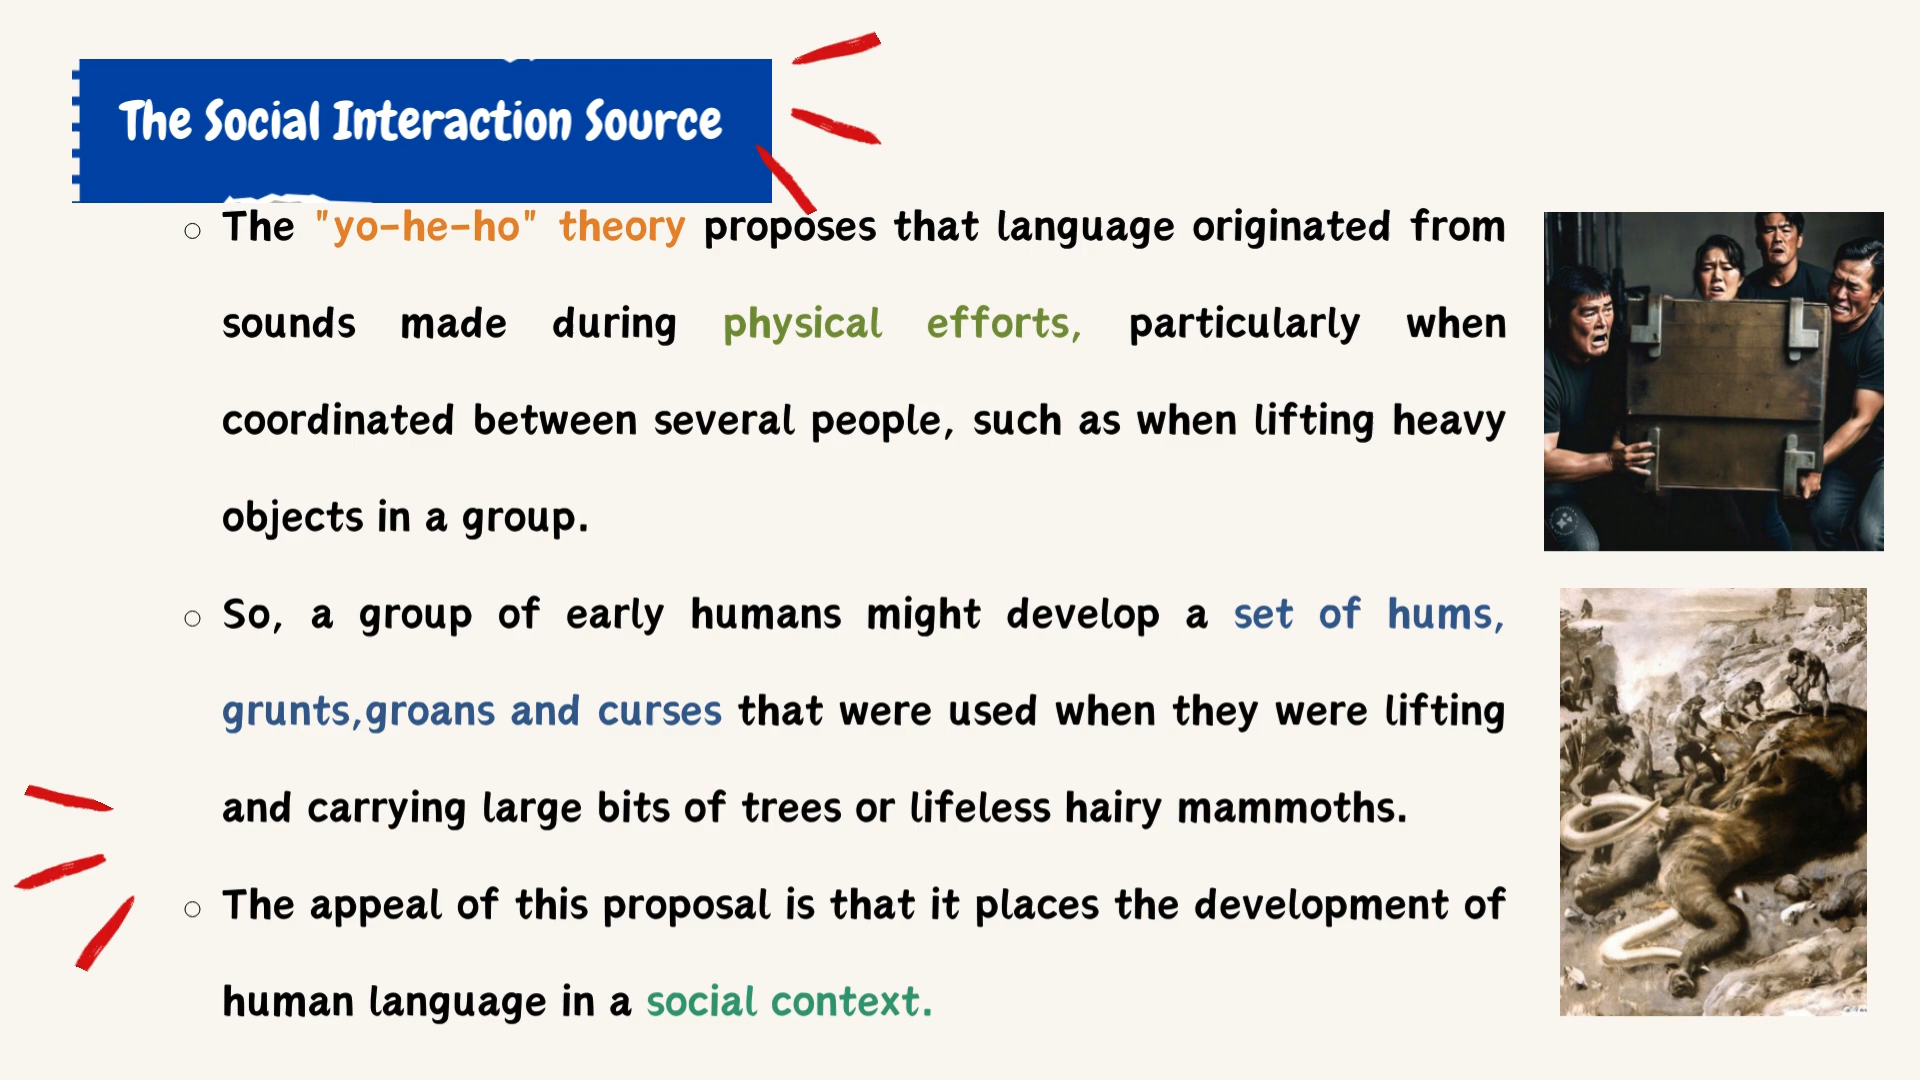 The Social Interaction Source
The "yo-he-ho" theory proposes that language originated from
sounds made during physical efforts, particularly when
coordinated between several people, such as when lifting heavy
objects in a group.
So, a group of early humans might develop a set of hums,
grunts,groans and curses that were used when they were lifting
and carrying large bits of trees or lifeless hairy mammoths.
The appeal of this proposal is that it places the development of
human language in a social context.